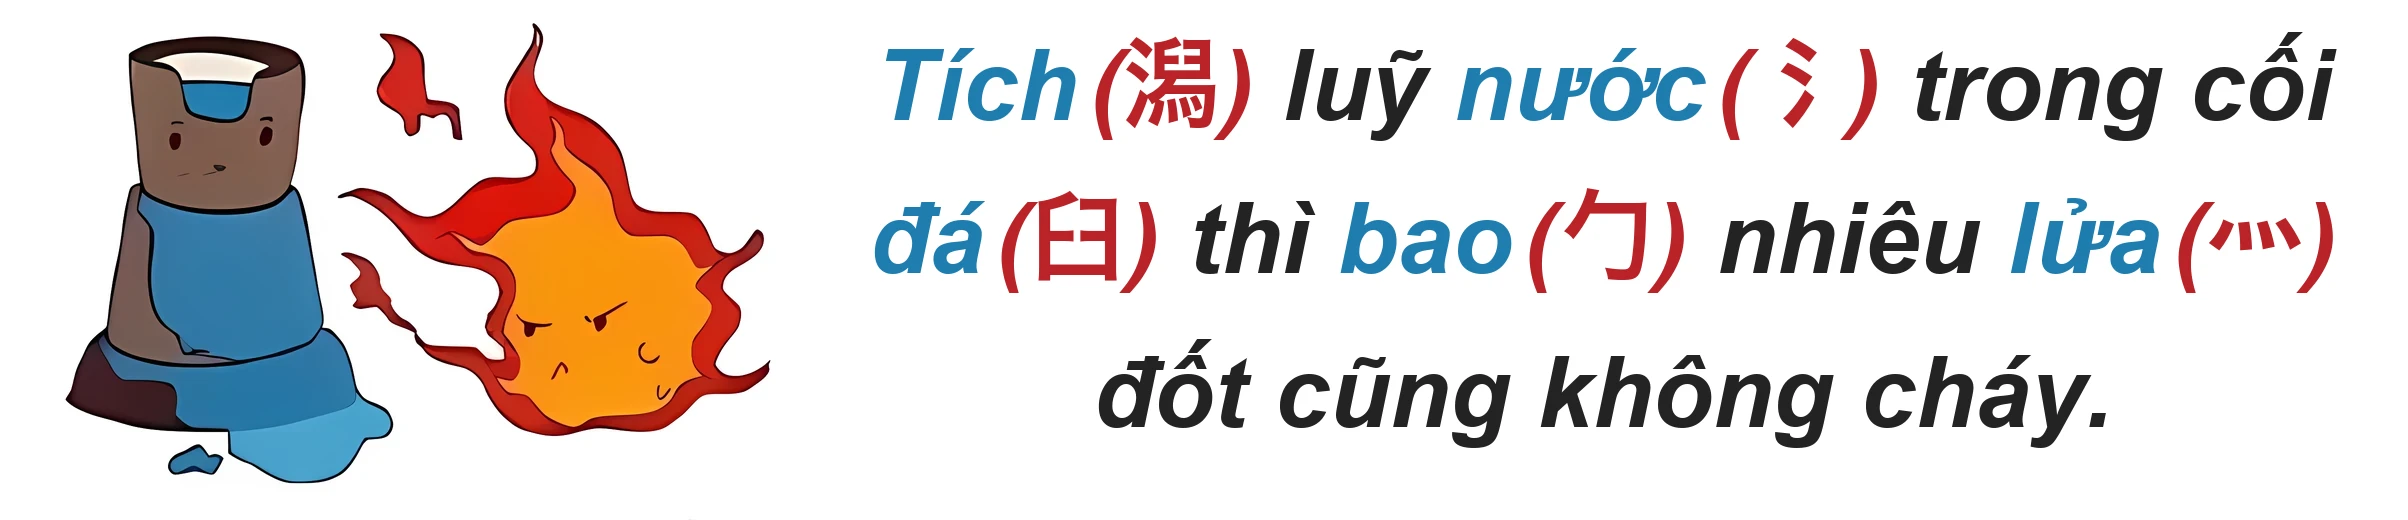 Tích(潟) luỹ nước(氵) trong cối
đá(臼) thì bao(勹) nhiêu lửa(灬)
đốt cũng không cháy.